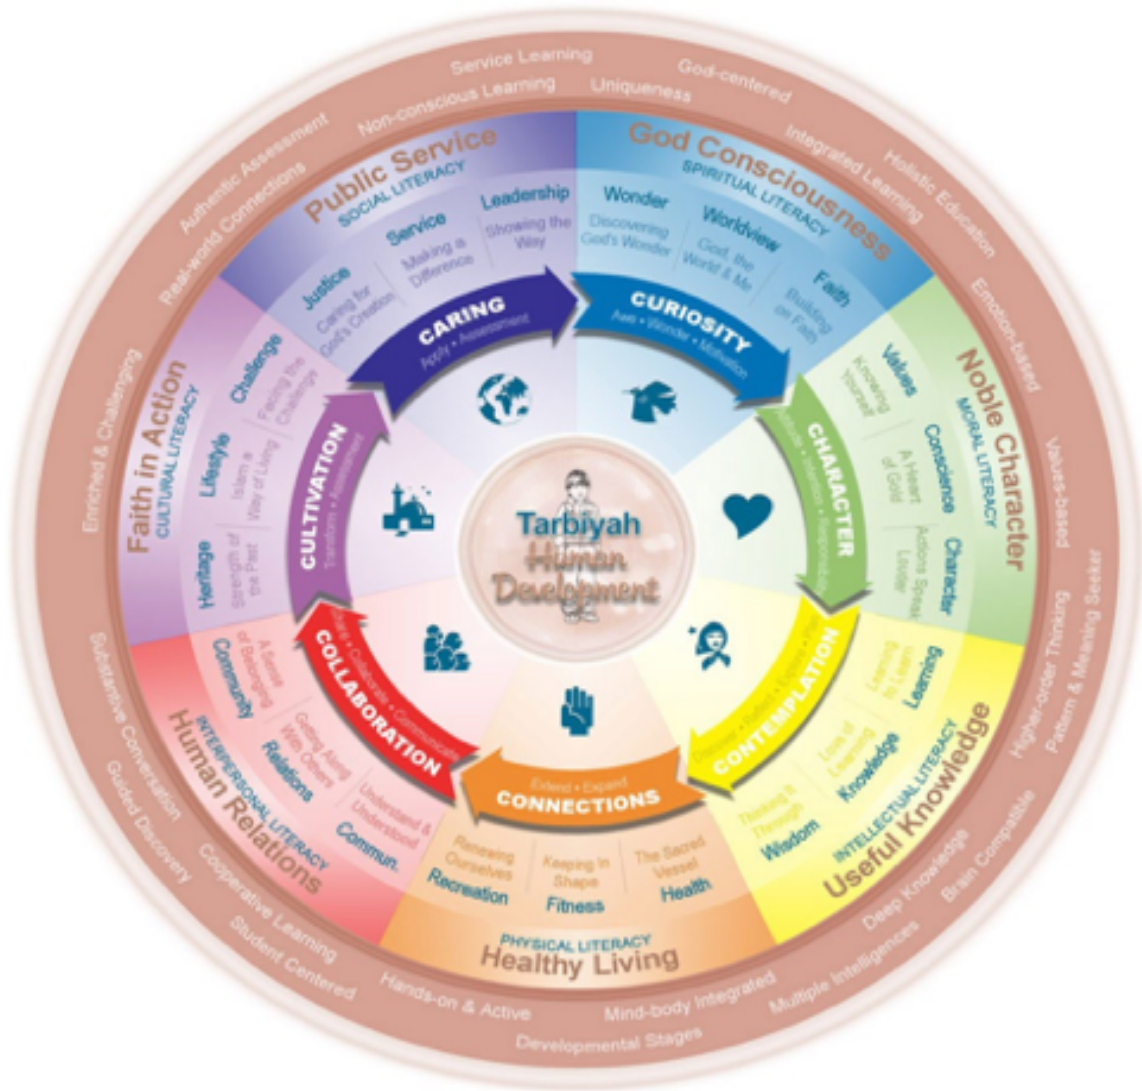 Service Learning
God-centered
Non-conscious Learning
Uniqueness
Authentic Assessment
Integrated Learning
Holistic Education
Real-world Connections
Emotion-based
Enriched & Challenging
Values-based
Substantive Conversation
Higher-order Thinking
Pattern & Meaning Seeker
Guided Discovery
Cooperative Learning
Student Centered
Hands-on & Active
Developmental Stages
Mind-body Integrated
Multiple Intelligences
Deep Knowledge
Brain Compatible
God Consciousness
SPIRITUAL LITERACY
Wonder
Discovering
God's Wonder
Worldview
God, the
World & Me
Faith
Building
on Faith
CURIOSITY
Awe • Wonder • Motivation
Noble Character
MORAL LITERACY
Values
Knowing
Yourself
Conscience
A Heart
of Gold
Character
Actions Speak
Louder
CHARACTER
Useful Knowledge
INTELLECTUAL LITERACY
Learning
Learning
to Learn
Knowledge
Love of
Learning
Wisdom
Thinking It
Through
CONTEMPLATION
Healthy Living
PHYSICAL LITERACY
Health
The Sacred
Vessel
Fitness
Keeping In
Shape
Recreation
Renewing
Ourselves
CONNECTIONS
Extend • Expand
Human Relations
INTERPERSONAL LITERACY
Commun.
Understand &
Understood
Relations
Getting Along
With Others
Community
A Sense
of Belonging
COLLABORATION
Share • Collaborate • Communicate
Faith in Action
CULTURAL LITERACY
Heritage
Strength of
the Past
Lifestyle
Islam a
Way of Living
Challenge
Facing the
Challenge
CULTIVATION
Transform • Assessment
Public Service
SOCIAL LITERACY
Justice
Caring for
God's Creation
Service
Making a
Difference
Leadership
Showing the
Way
CARING
Apply • Assessment
Tarbiyah
Human
Development